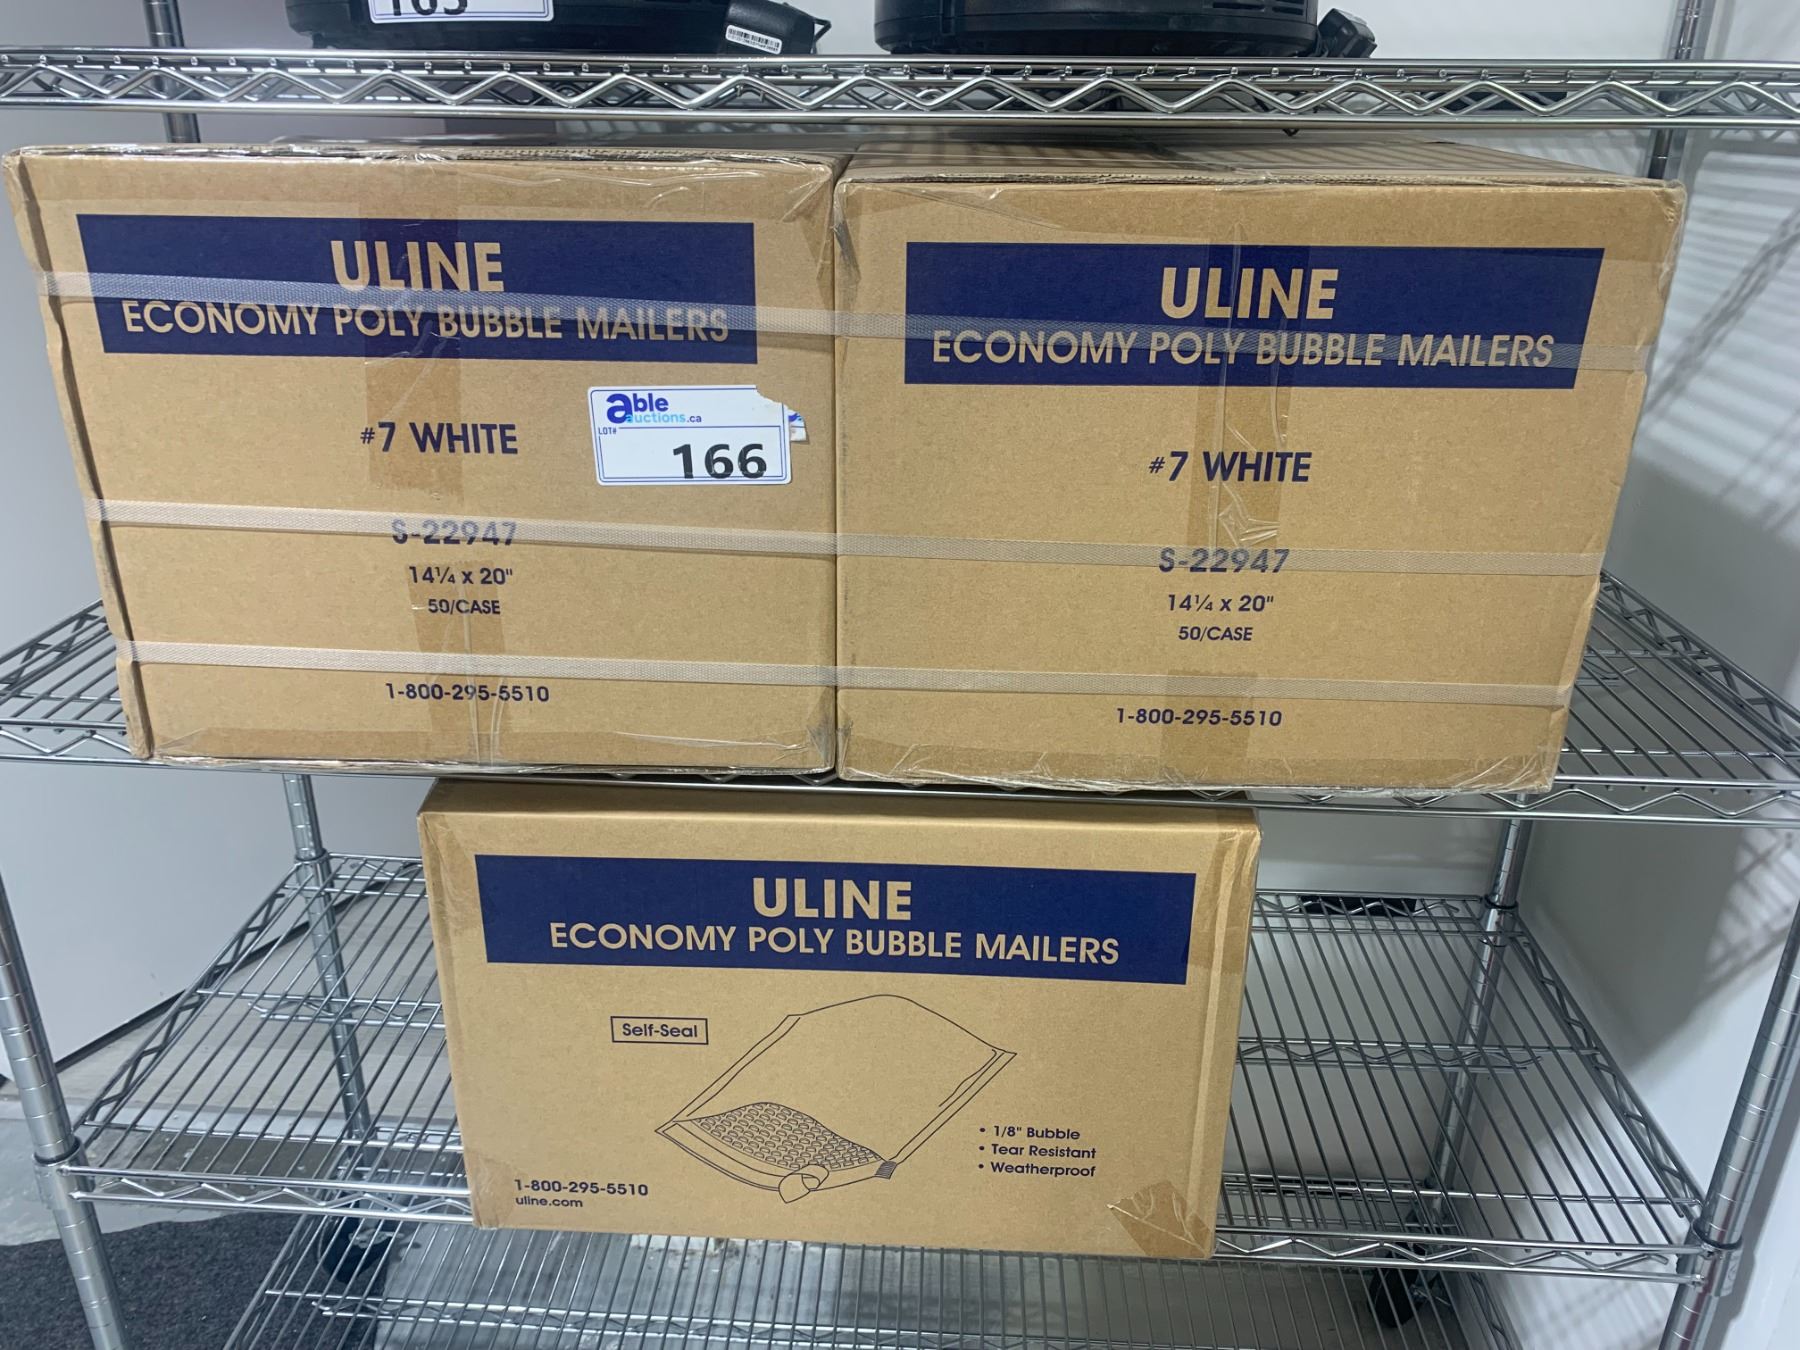 165
ULINE
ECONOMY POLY BUBBLE MAILERS
#7 WHITE
able
auctions.ca
LOT#
166
S-22947
14¼ x 20"
50/CASE
1-800-295-5510
ULINE
ECONOMY POLY BUBBLE MAILERS
#7 WHITE
S-22947
14¼ x 20"
50/CASE
1-800-295-5510
ULINE
ECONOMY POLY BUBBLE MAILERS
Self-Seal
• 1/8" Bubble
• Tear Resistant
• Weatherproof
1-800-295-5510
uline.com